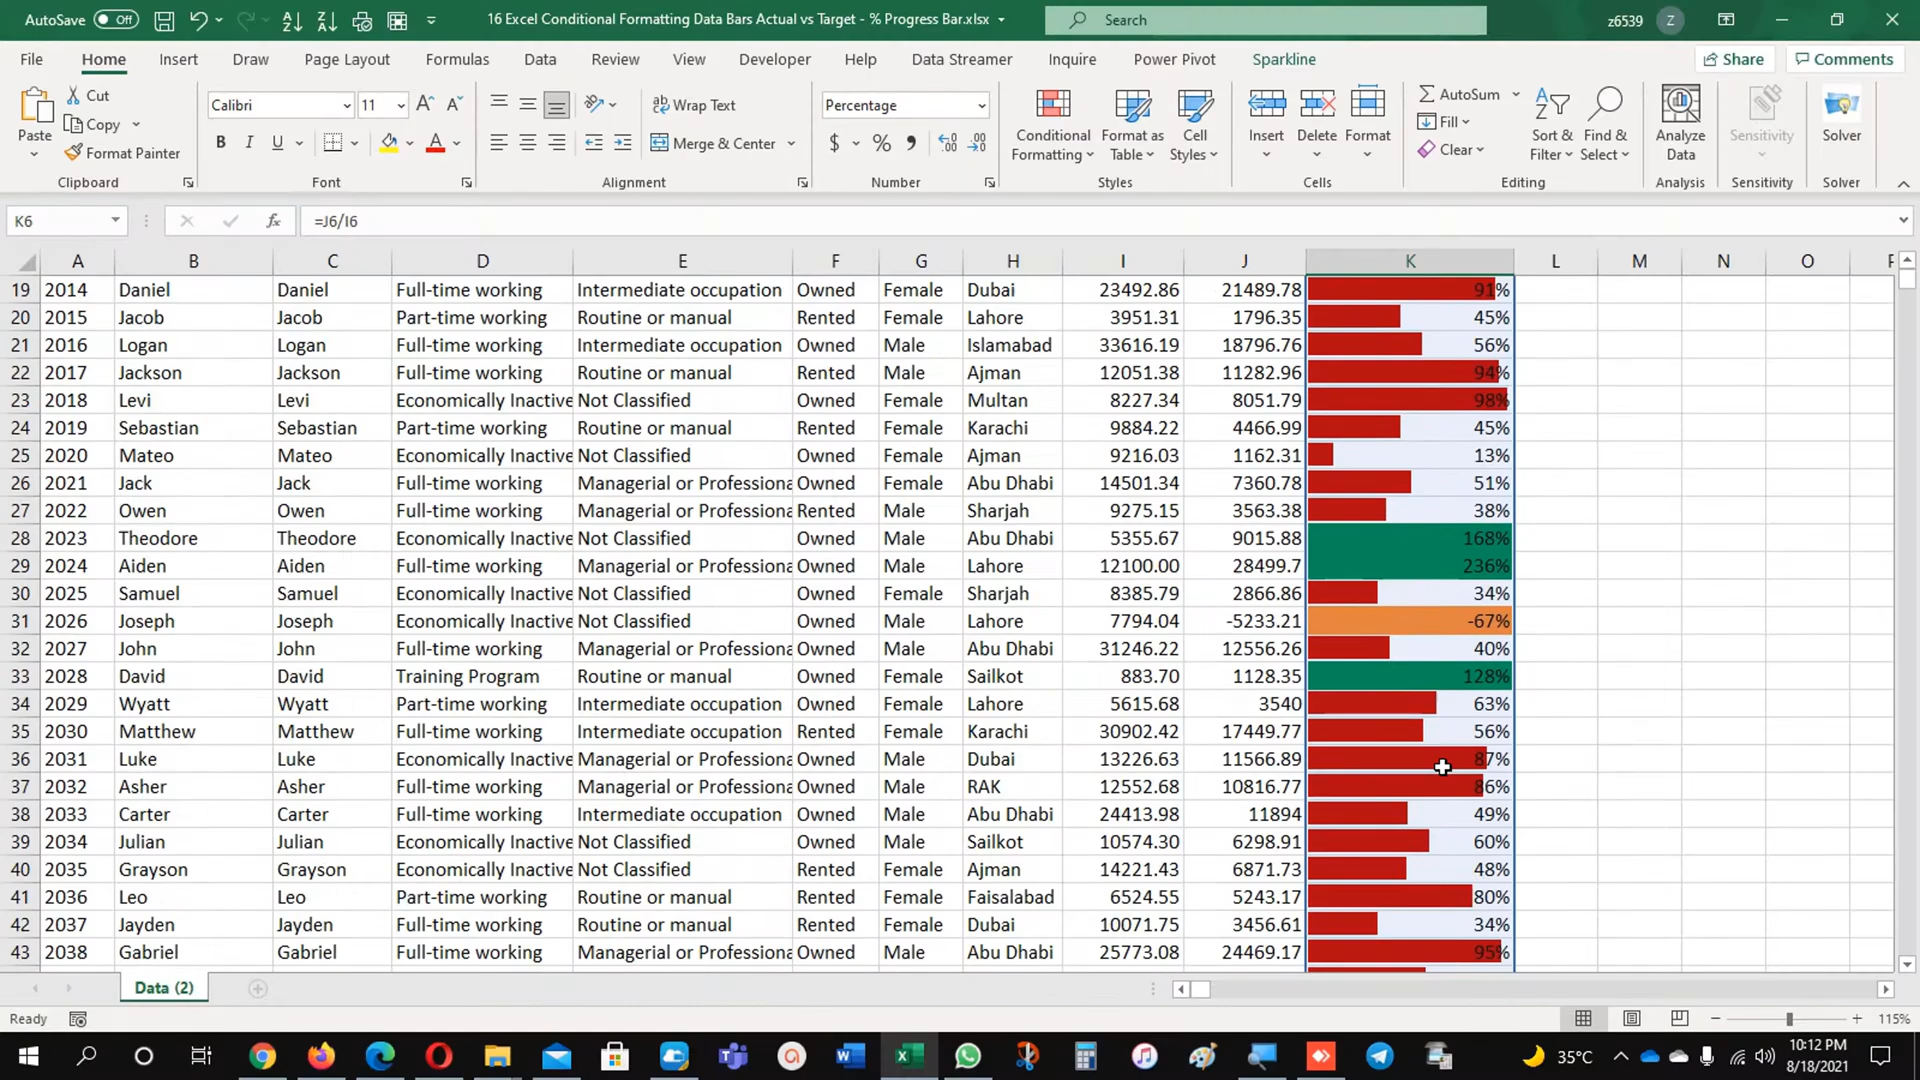 AutoSave Off 16 Excel Conditional Formatting Data Bars Actual vs Target - % Progress Bar.xlsx Search z6539 Z
File Home Insert Draw Page Layout Formulas Data Review View Developer Help Data Streamer Inquire Power Pivot Sparkline Share Comments
Cut Calibri 11 Wrap Text Percentage AutoSum
Copy Fill
Paste Format Painter B I U Merge & Center $ % Clear
Conditional Formatting Format as Table Cell Styles Insert Delete Format Sort & Filter Find & Select Analyze Data Sensitivity Solver
Clipboard Font Alignment Number Styles Cells Editing Analysis Sensitivity Solver
K6 fx =J6/I6
A B C D E F G H I J K L M N O
19 2014 Daniel Daniel Full-time working Intermediate occupation Owned Female Dubai 23492.86 21489.78 91%
20 2015 Jacob Jacob Part-time working Routine or manual Rented Female Lahore 3951.31 1796.35 45%
21 2016 Logan Logan Full-time working Intermediate occupation Owned Male Islamabad 33616.19 18796.76 56%
22 2017 Jackson Jackson Full-time working Routine or manual Rented Male Ajman 12051.38 11282.96 94%
23 2018 Levi Levi Economically Inactive Not Classified Owned Female Multan 8227.34 8051.79 98%
24 2019 Sebastian Sebastian Part-time working Routine or manual Rented Female Karachi 9884.22 4466.99 45%
25 2020 Mateo Mateo Economically Inactive Not Classified Owned Female Ajman 9216.03 1162.31 13%
26 2021 Jack Jack Full-time working Managerial or Professiona Owned Female Abu Dhabi 14501.34 7360.78 51%
27 2022 Owen Owen Full-time working Managerial or Professiona Rented Male Sharjah 9275.15 3563.38 38%
28 2023 Theodore Theodore Economically Inactive Not Classified Owned Male Abu Dhabi 5355.67 9015.88 168%
29 2024 Aiden Aiden Full-time working Managerial or Professiona Owned Female Lahore 12100.00 28499.7 236%
30 2025 Samuel Samuel Economically Inactive Not Classified Owned Female Sharjah 8385.79 2866.86 34%
31 2026 Joseph Joseph Economically Inactive Not Classified Owned Male Lahore 7794.04 -5233.21 -67%
32 2027 John John Full-time working Managerial or Professiona Owned Male Abu Dhabi 31246.22 12556.26 40%
33 2028 David David Training Program Routine or manual Owned Female Sailkot 883.70 1128.35 128%
34 2029 Wyatt Wyatt Part-time working Intermediate occupation Owned Female Lahore 5615.68 3540 63%
35 2030 Matthew Matthew Full-time working Intermediate occupation Rented Female Karachi 30902.42 17449.77 56%
36 2031 Luke Luke Economically Inactive Managerial or Professiona Owned Male Dubai 13226.63 11566.89 87%
37 2032 Asher Asher Full-time working Managerial or Professiona Owned Male RAK 12552.68 10816.77 86%
38 2033 Carter Carter Full-time working Intermediate occupation Owned Male Abu Dhabi 24413.98 11894 49%
39 2034 Julian Julian Economically Inactive Not Classified Owned Male Sailkot 10574.30 6298.91 60%
40 2035 Grayson Grayson Economically Inactive Not Classified Rented Female Ajman 14221.43 6871.73 48%
41 2036 Leo Leo Part-time working Routine or manual Rented Female Faisalabad 6524.55 5243.17 80%
42 2037 Jayden Jayden Full-time working Routine or manual Rented Female Dubai 10071.75 3456.61 34%
43 2038 Gabriel Gabriel Full-time working Managerial or Professiona Owned Male Abu Dhabi 25773.08 24469.17 95%
Data (2)
Ready 115%
35°C 10:12 PM
8/18/2021